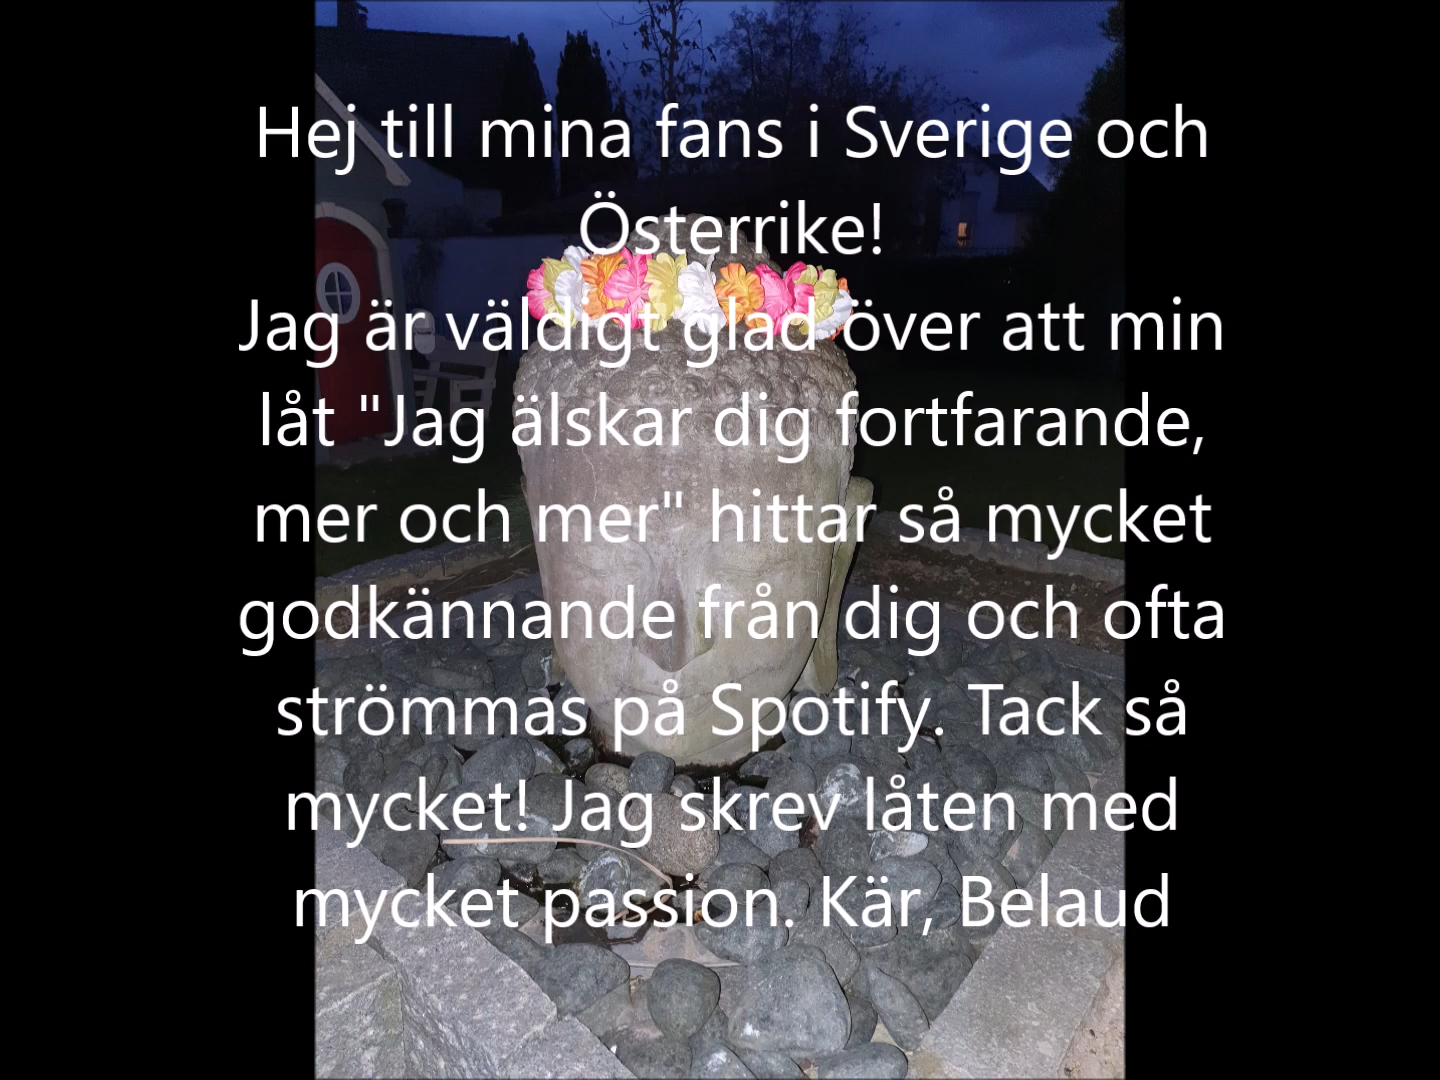 Hej till mina fans i Sverige och
Österrike!
Jag är väldigt glad över att min
låt "Jag älskar dig fortfarande,
mer och mer" hittar så mycket
godkännande från dig och ofta
strömmas på Spotify. Tack så
mycket! Jag skrev låten med
mycket passion. Kär, Belaud